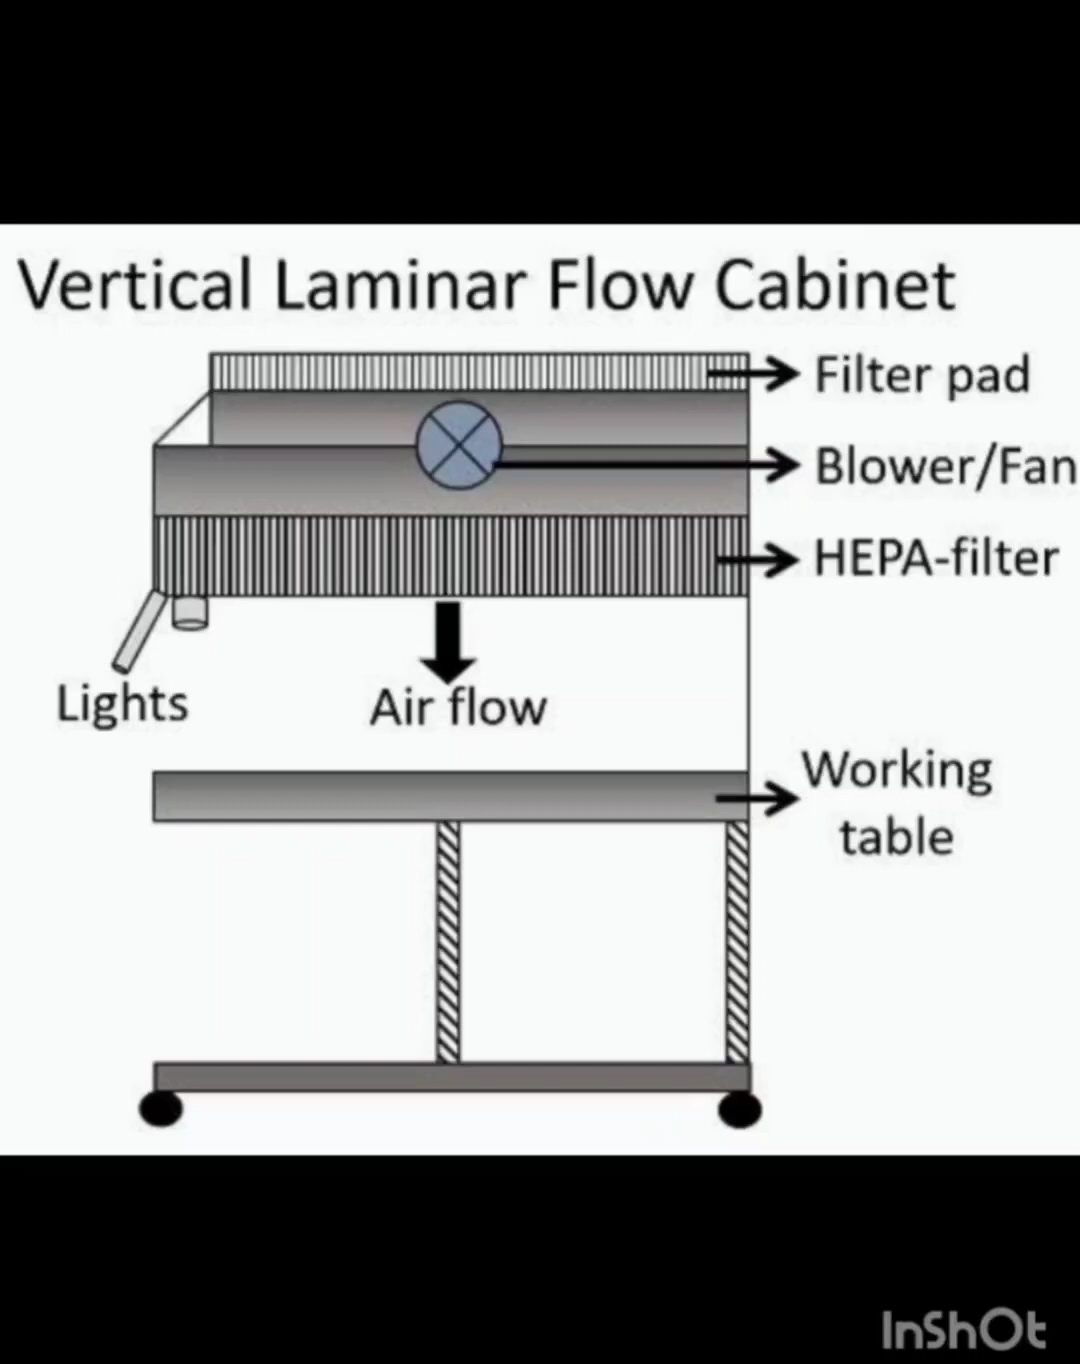 Vertical Laminar Flow Cabinet
Filter pad
Blower/Fan
HEPA-filter
Lights
Air flow
Working
table
InShOt